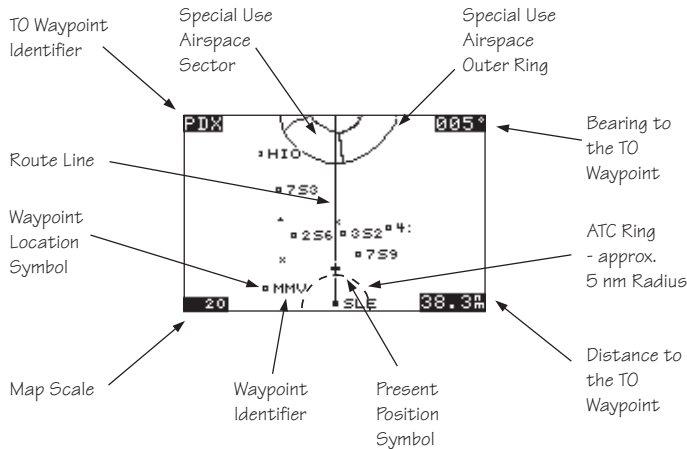 TO Waypoint
Identifier
Special Use
Airspace
Sector
Special Use
Airspace
Outer Ring
PDX
005°
Bearing to
the TO
Waypoint
HIO
Route Line
7S3
Waypoint
Location
Symbol
2S6
3S2
4:
7S9
ATC Ring
- approx.
5 nm Radius
MMV
20
SLE
38.3nm
Distance to
the TO
Waypoint
Map Scale
Waypoint
Identifier
Present
Position
Symbol